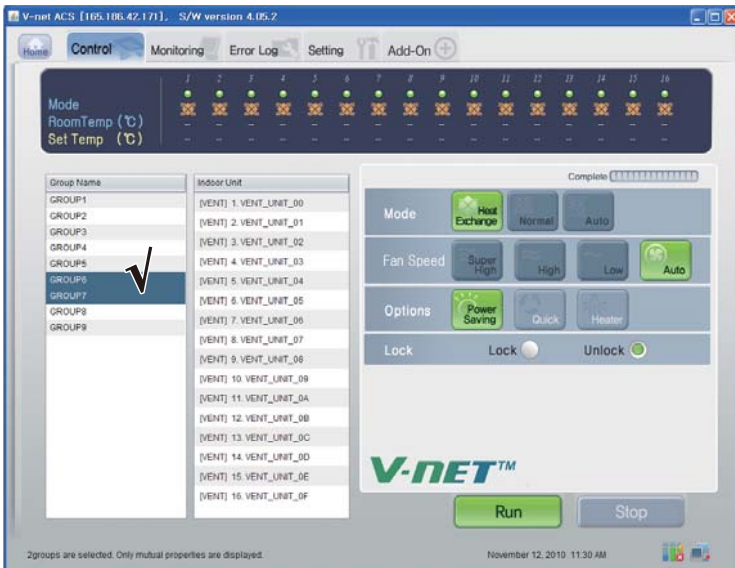 V-net ACS [165.186.42.171],   S/W version 4.05.2
Home Control Monitoring Error Log Setting Add-On
1 2 3 4 5 6 7 8 9 10 11 12 13 14 15 16
Mode
RoomTemp (℃) -- -- -- -- -- -- -- -- -- -- -- -- -- -- -- --
Set Temp (℃) -- -- -- -- -- -- -- -- -- -- -- -- -- -- -- --
Complete
Group Name
GROUP1
GROUP2
GROUP3
GROUP4
GROUP5
GROUP6
GROUP7
GROUP8
GROUP9
√
Indoor Unit
[VENT] 1. VENT_UNIT_00
[VENT] 2. VENT_UNIT_01
[VENT] 3. VENT_UNIT_02
[VENT] 4. VENT_UNIT_03
[VENT] 5. VENT_UNIT_04
[VENT] 6. VENT_UNIT_05
[VENT] 7. VENT_UNIT_06
[VENT] 8. VENT_UNIT_07
[VENT] 9. VENT_UNIT_08
[VENT] 10. VENT_UNIT_09
[VENT] 11. VENT_UNIT_0A
[VENT] 12. VENT_UNIT_0B
[VENT] 13. VENT_UNIT_0C
[VENT] 14. VENT_UNIT_0D
[VENT] 15. VENT_UNIT_0E
[VENT] 16. VENT_UNIT_0F
Mode Heat Exchange Normal Auto
Fan Speed Super High High Low Auto
Options Power Saving Quick Heater
Lock Lock Unlock
V-NET™
Run Stop
2groups are selected. Only mutual properties are displayed.
November 12, 2010  11:30 AM